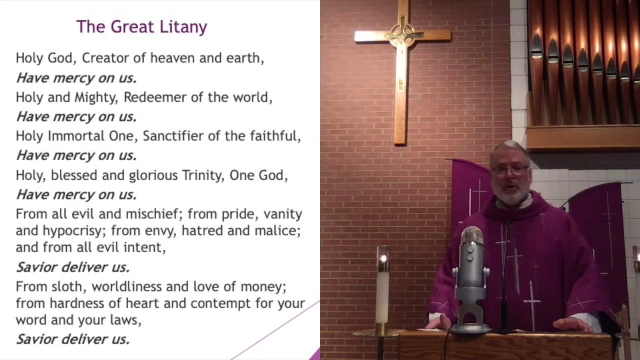 The Great Litany
Holy God, Creator of heaven and earth,
Have mercy on us.
Holy and Mighty, Redeemer of the world,
Have mercy on us.
Holy Immortal One, Sanctifier of the faithful,
Have mercy on us.
Holy, blessed and glorious Trinity, One God,
Have mercy on us.
From all evil and mischief; from pride, vanity
and hypocrisy; from envy, hatred and malice;
and from all evil intent,
Savior deliver us.
From sloth, worldliness and love of money;
from hardness of heart and contempt for your
word and your laws,
Savior deliver us.